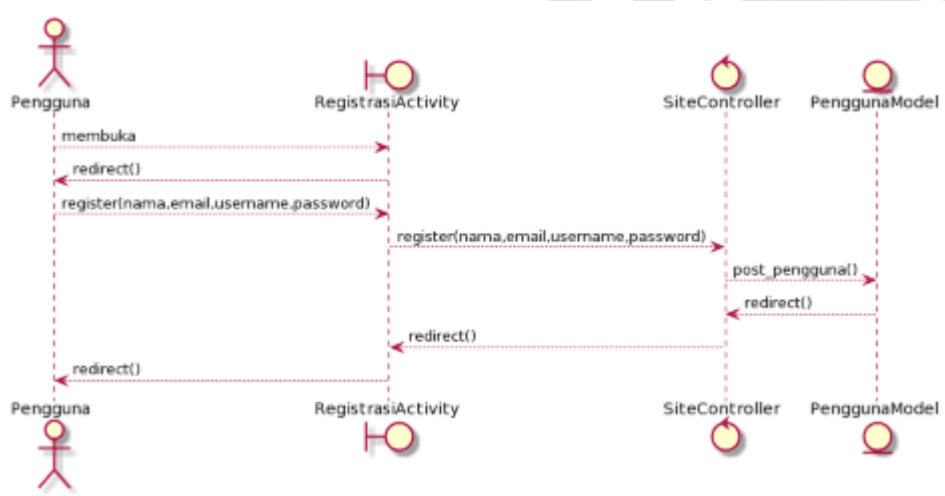 Pengguna
RegistrasiActivity
SiteController
PenggunaModel
membuka
redirect()
register(nama,email,username,password)
register(nama,email,username,password)
post_pengguna()
redirect()
redirect()
redirect()
Pengguna
RegistrasiActivity
SiteController
PenggunaModel